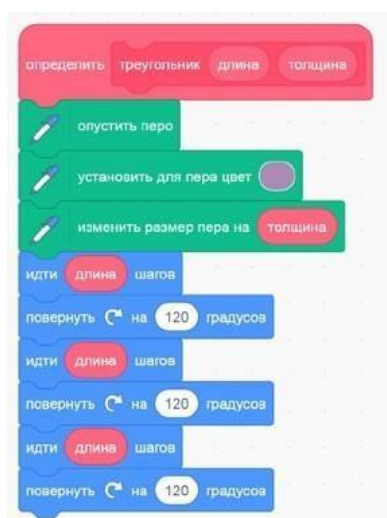 определить треугольник длина толщина
опустить перо
установить для пера цвет
изменить размер пера на толщина
идти длина шагов
повернуть на 120 градусов
идти длина шагов
повернуть на 120 градусов
идти длина шагов
повернуть на 120 градусов